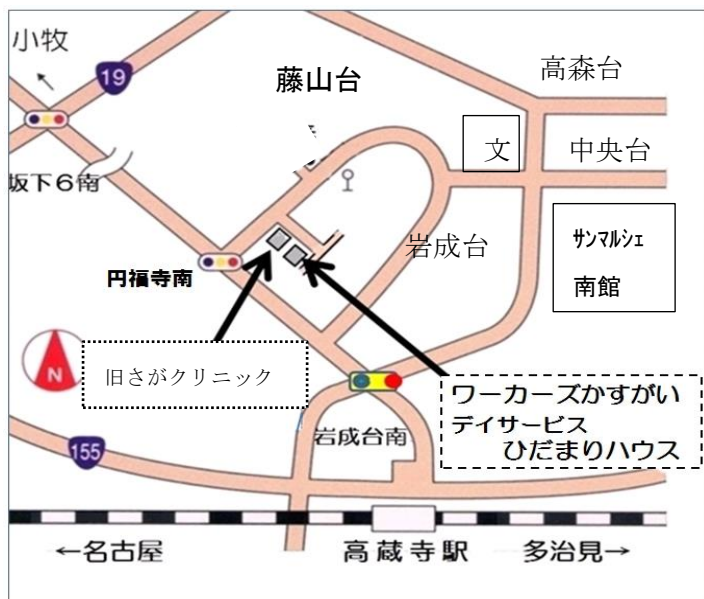 小牧
19
藤山台
高森台
文
中央台
坂下6南
岩成台
サンマルシェ
南館
円福寺南
旧さがクリニック
N
ワーカーズかすがい
デイサービス
ひだまりハウス
岩成台南
155
←名古屋
高蔵寺駅
多治見→